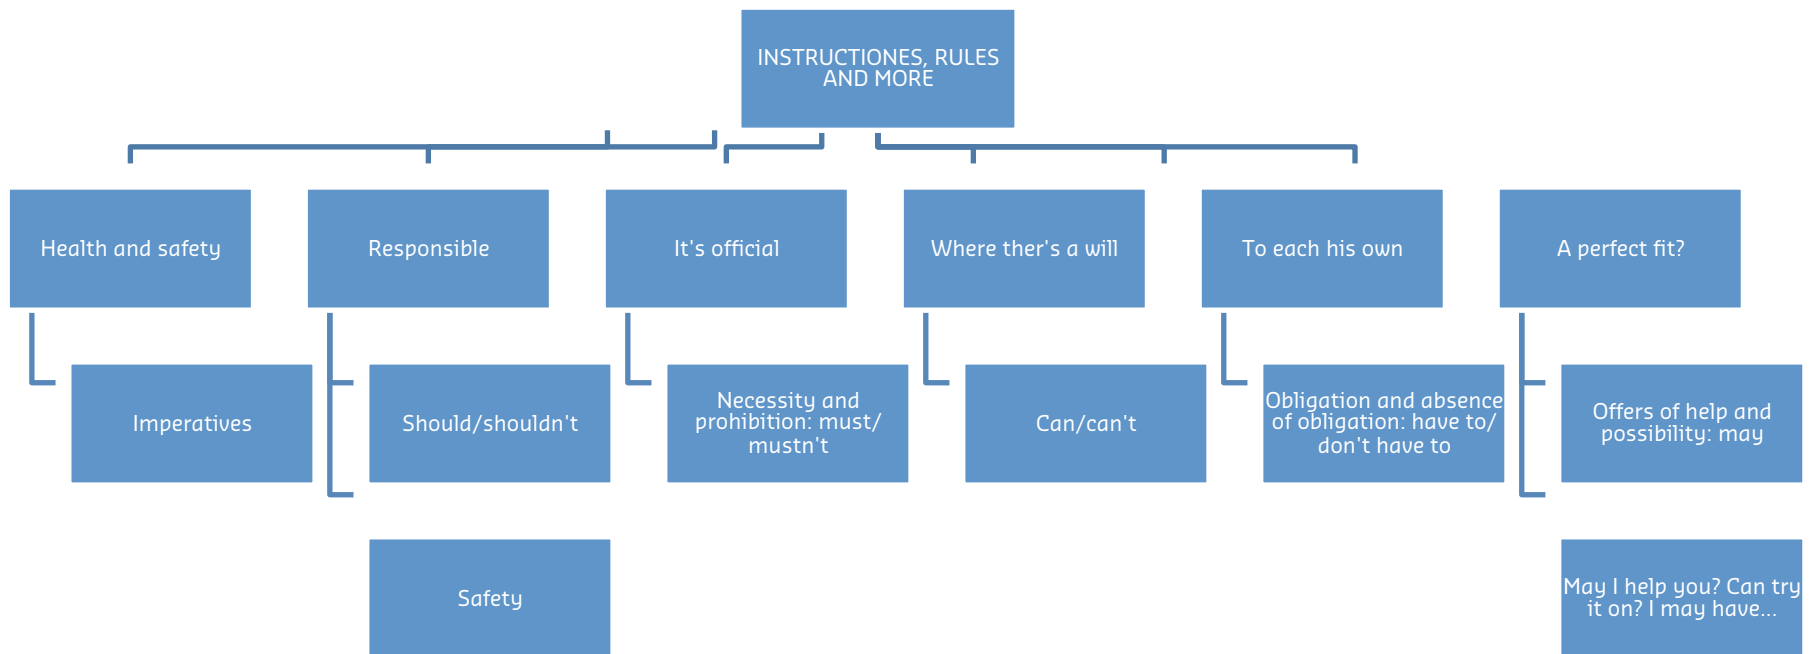 INSTRUCTIONES, RULES
AND MORE
Health and safety
Responsible
It's official
Where ther's a will
To each his own
A perfect fit?
Imperatives
Should/shouldn't
Necessity and
prohibition: must/
mustn't
Can/can't
Obligation and absence
of obligation: have to/
don't have to
Offers of help and
possibility: may
Safety
May I help you? Can try
it on? I may have...